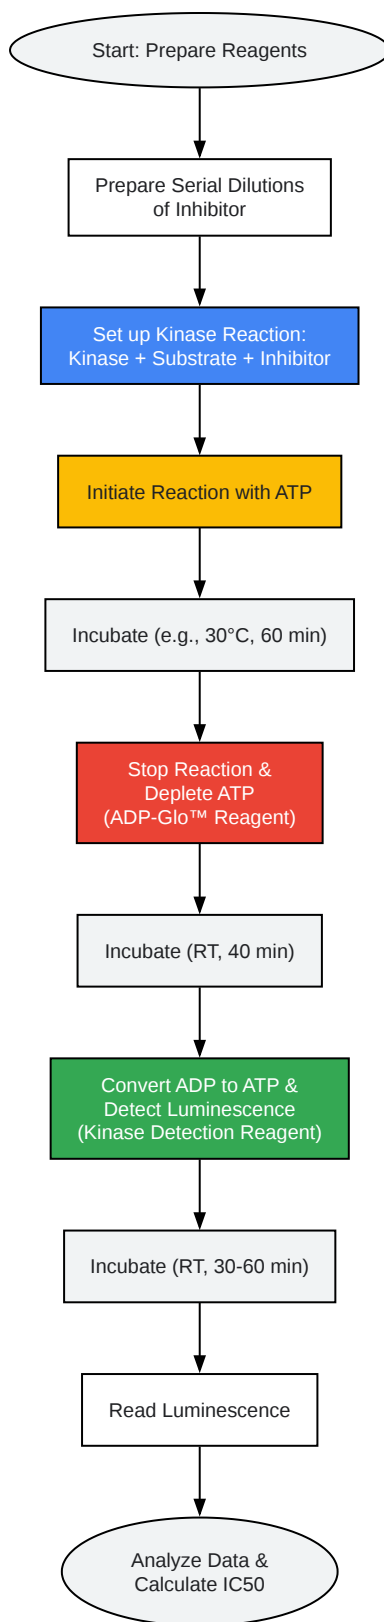 Start: Prepare Reagents
Prepare Serial Dilutions
of Inhibitor
Set up Kinase Reaction:
Kinase + Substrate + Inhibitor
Initiate Reaction with ATP
Incubate (e.g., 30°C, 60 min)
Stop Reaction &
Deplete ATP
(ADP-Glo™ Reagent)
Incubate (RT, 40 min)
Convert ADP to ATP &
Detect Luminescence
(Kinase Detection Reagent)
Incubate (RT, 30-60 min)
Read Luminescence
Analyze Data &
Calculate IC50